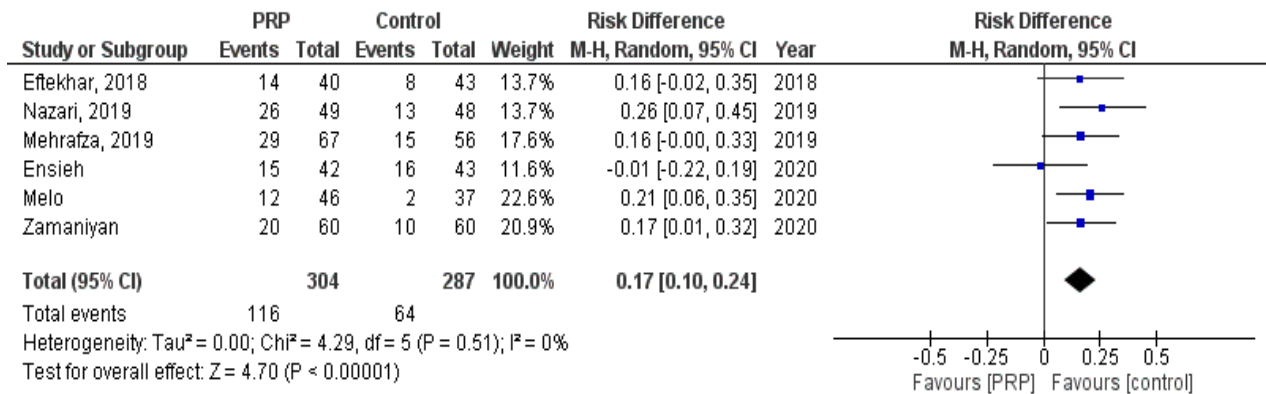 PRP Control Risk Difference Risk Difference
Study or Subgroup Events Total Events Total Weight M-H, Random, 95% CI Year M-H, Random, 95% CI
Eftekhar, 2018 14 40 8 43 13.7% 0.16 [-0.02, 0.35] 2018
Nazari, 2019 26 49 13 48 13.7% 0.26 [0.07, 0.45] 2019
Mehrafza, 2019 29 67 15 56 17.6% 0.16 [-0.00, 0.33] 2019
Ensieh 15 42 16 43 11.6% -0.01 [-0.22, 0.19] 2020
Melo 12 46 2 37 22.6% 0.21 [0.06, 0.35] 2020
Zamaniyan 20 60 10 60 20.9% 0.17 [0.01, 0.32] 2020
Total (95% CI) 304 287 100.0% 0.17 [0.10, 0.24]
Total events 116 64
Heterogeneity: Tau² = 0.00; Chi² = 4.29, df = 5 (P = 0.51); I² = 0%
Test for overall effect: Z = 4.70 (P < 0.00001)
-0.5 -0.25 0 0.25 0.5
Favours [PRP] Favours [control]